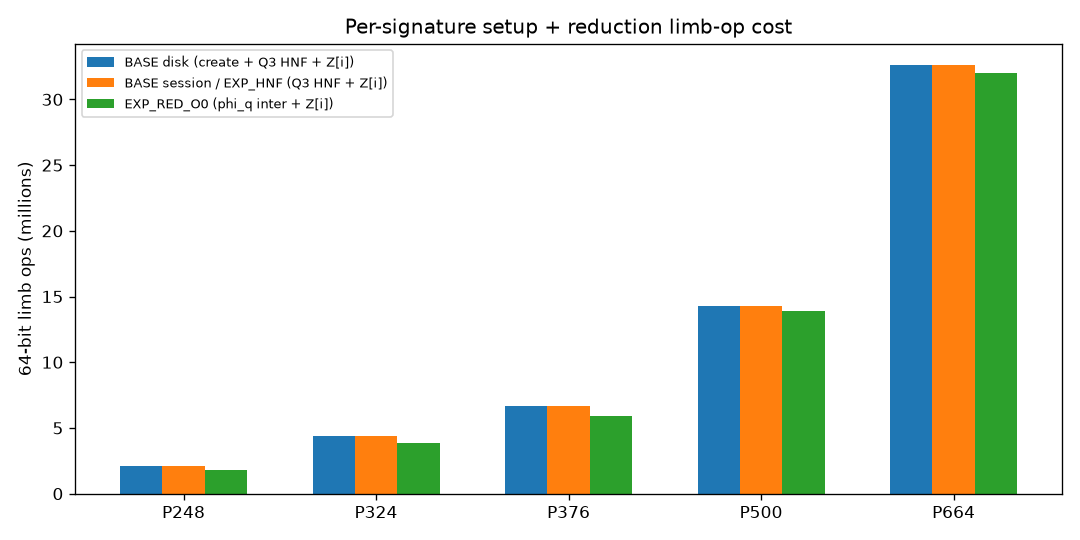 Per-signature setup + reduction limb-op cost
BASE disk (create + Q3 HNF + Z[i])
BASE session / EXP_HNF (Q3 HNF + Z[i])
EXP_RED_O0 (phi_q inter + Z[i])
64-bit limb ops (millions)
30
25
20
15
10
5
0
P248
P324
P376
P500
P664